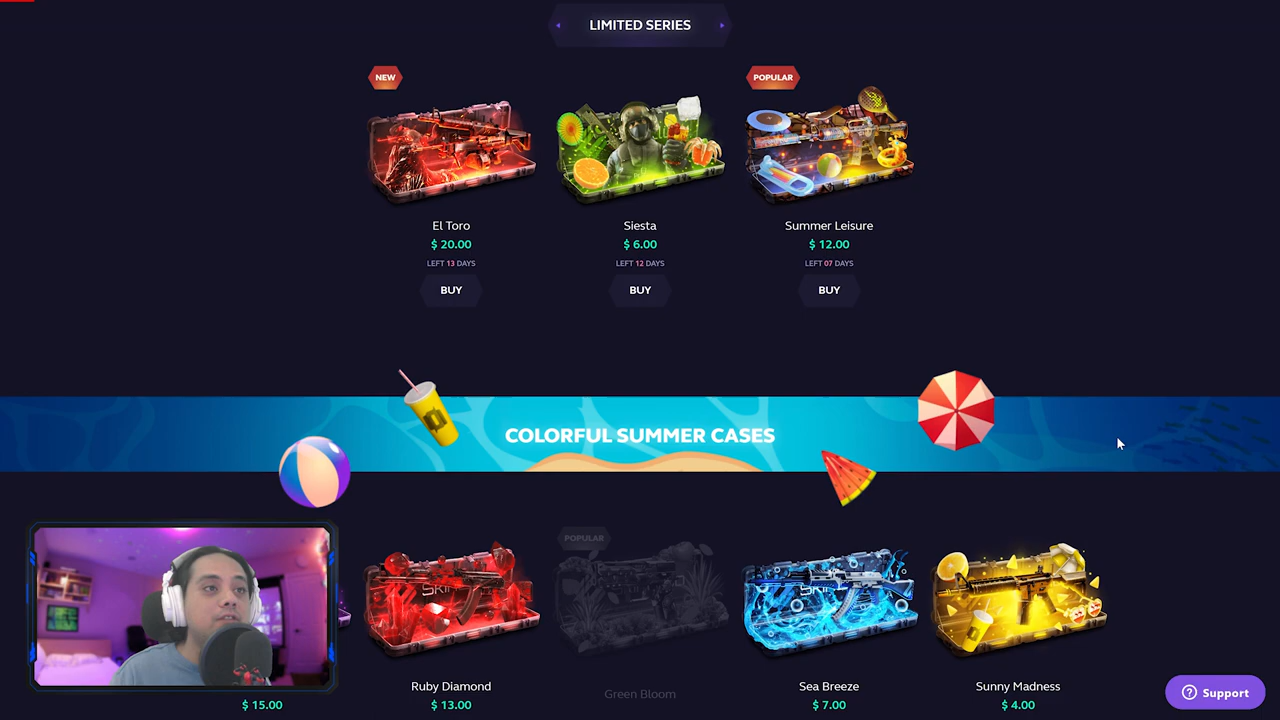 LIMITED SERIES
NEW
POPULAR
El Toro
$ 20.00
LEFT 13 DAYS
BUY
Siesta
$ 6.00
LEFT 12 DAYS
BUY
Summer Leisure
$ 12.00
LEFT 07 DAYS
BUY
COLORFUL SUMMER CASES
POPULAR
$ 15.00
Ruby Diamond
$ 13.00
Green Bloom
Sea Breeze
$ 7.00
Sunny Madness
$ 4.00
Support